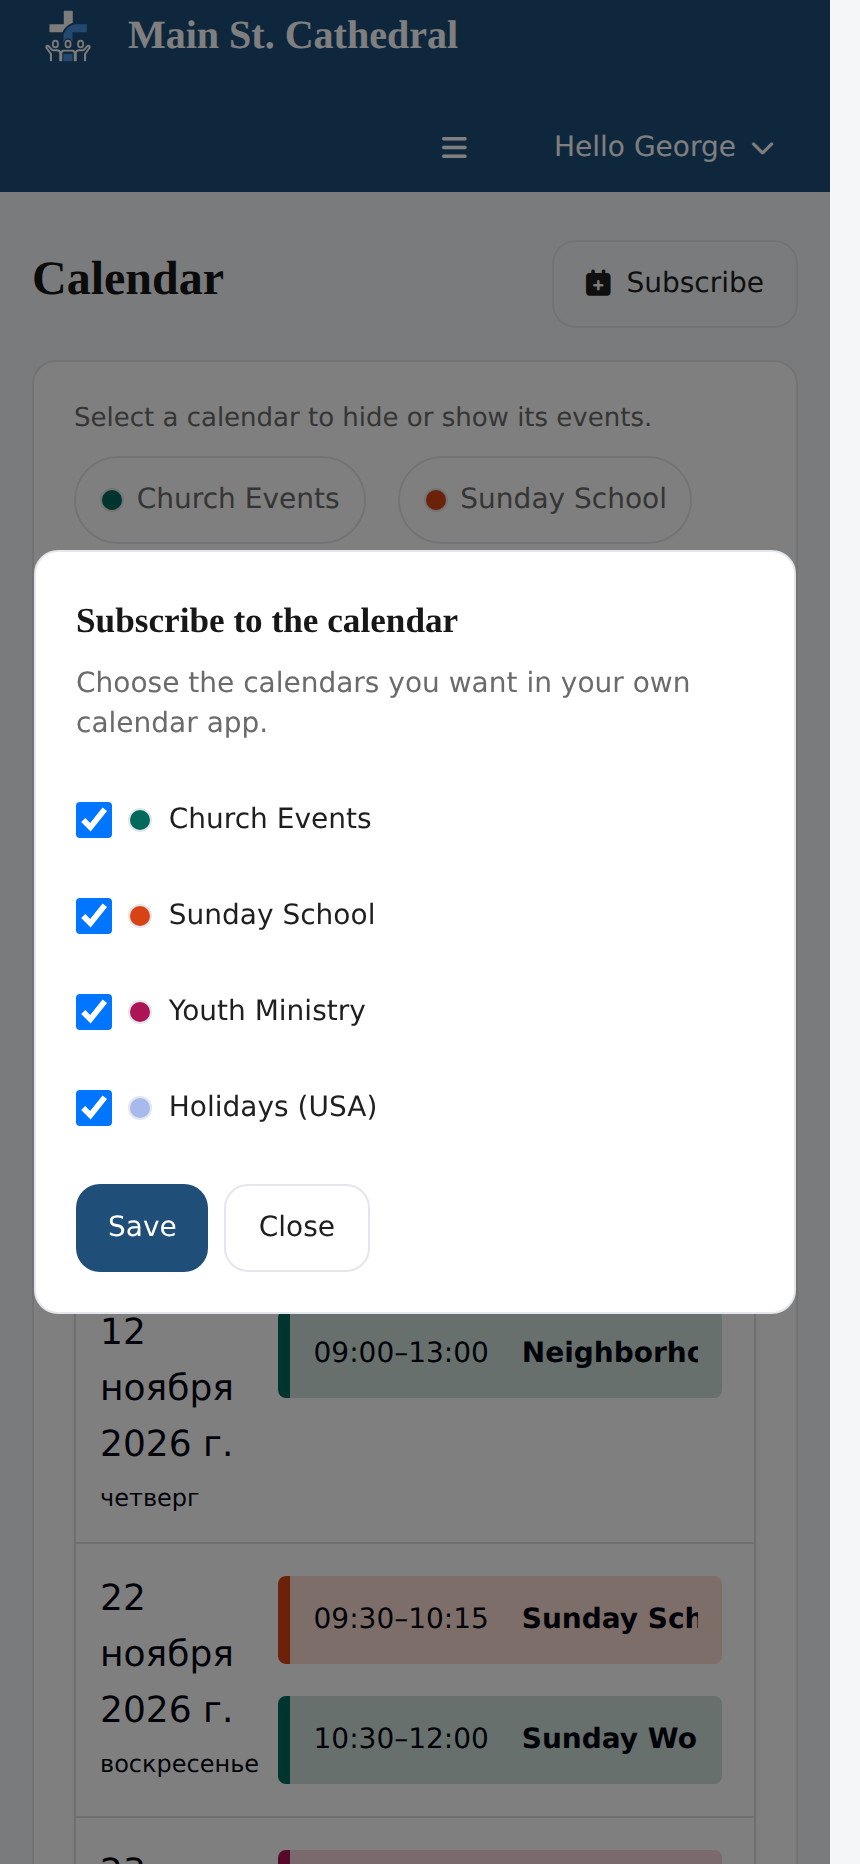 Main St. Cathedral
Hello George
Calendar
Subscribe
Select a calendar to hide or show its events.
Church Events
Sunday School
Subscribe to the calendar
Choose the calendars you want in your own
calendar app.
Church Events
Sunday School
Youth Ministry
Holidays (USA)
Save
Close
12
ноября
2026 г.
четверг
09:00–13:00
22
ноября
2026 г.
воскресенье
09:30–10:15 Sunday Sch
10:30–12:00 Sunday Wo